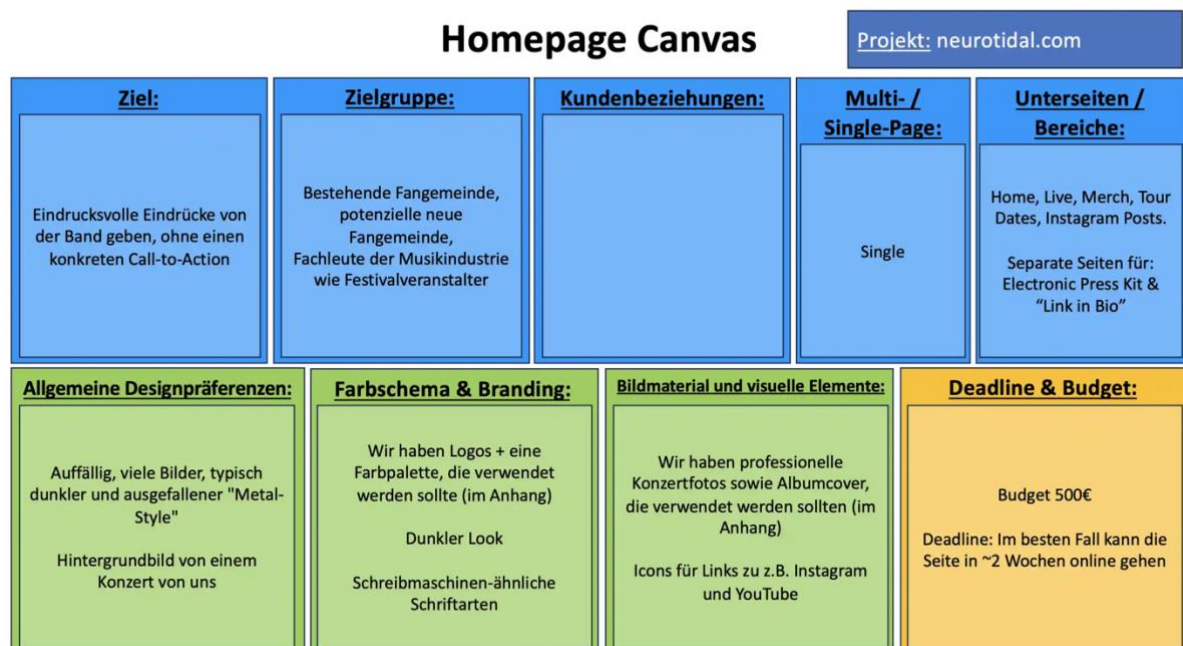 Homepage Canvas
Projekt: neurotidal.com
Ziel:
Eindrucksvolle Eindrücke von
der Band geben, ohne einen
konkreten Call-to-Action
Zielgruppe:
Bestehende Fangemeinde,
potenzielle neue
Fangemeinde,
Fachleute der Musikindustrie
wie Festivalveranstalter
Kundenbeziehungen:
Multi- /
Single-Page:
Single
Unterseiten /
Bereiche:
Home, Live, Merch, Tour
Dates, Instagram Posts.
Separate Seiten für:
Electronic Press Kit &
“Link in Bio”
Allgemeine Designpräferenzen:
Auffällig, viele Bilder, typisch
dunkler und ausgefallener "Metal-
Style"
Hintergrundbild von einem
Konzert von uns
Farbschema & Branding:
Wir haben Logos + eine
Farbpalette, die verwendet
werden sollte (im Anhang)
Dunkler Look
Schreibmaschinen-ähnliche
Schriftarten
Bildmaterial und visuelle Elemente:
Wir haben professionelle
Konzertfotos sowie Albumcover,
die verwendet werden sollten (im
Anhang)
Icons für Links zu z.B. Instagram
und YouTube
Deadline & Budget:
Budget 500€
Deadline: Im besten Fall kann die
Seite in ~2 Wochen online gehen